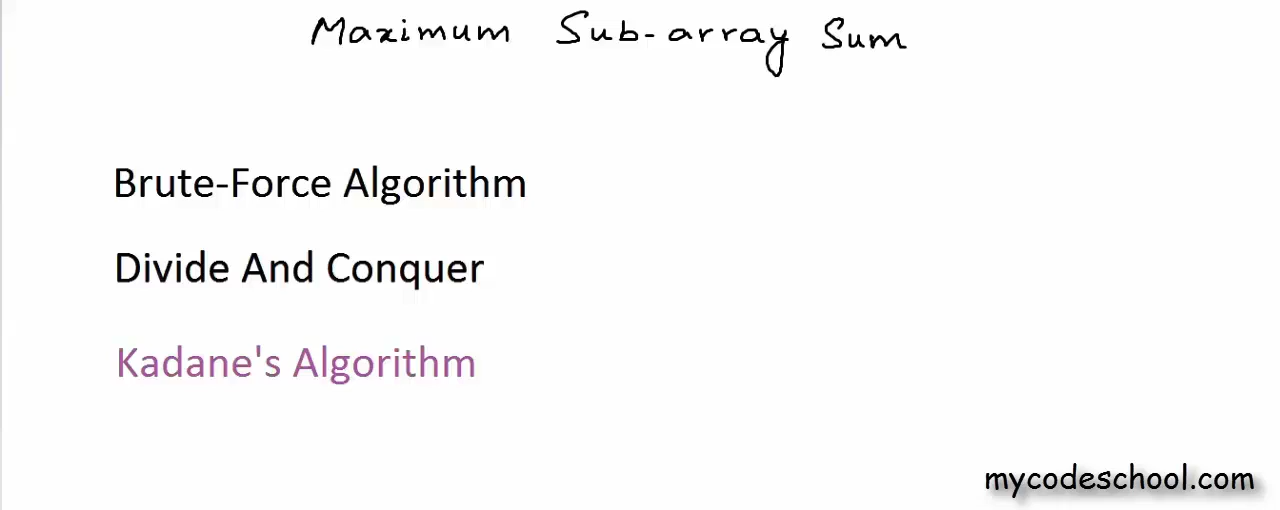 Maximum Sub-array Sum
Brute-Force Algorithm
Divide And Conquer
Kadane's Algorithm
mycodeschool.com